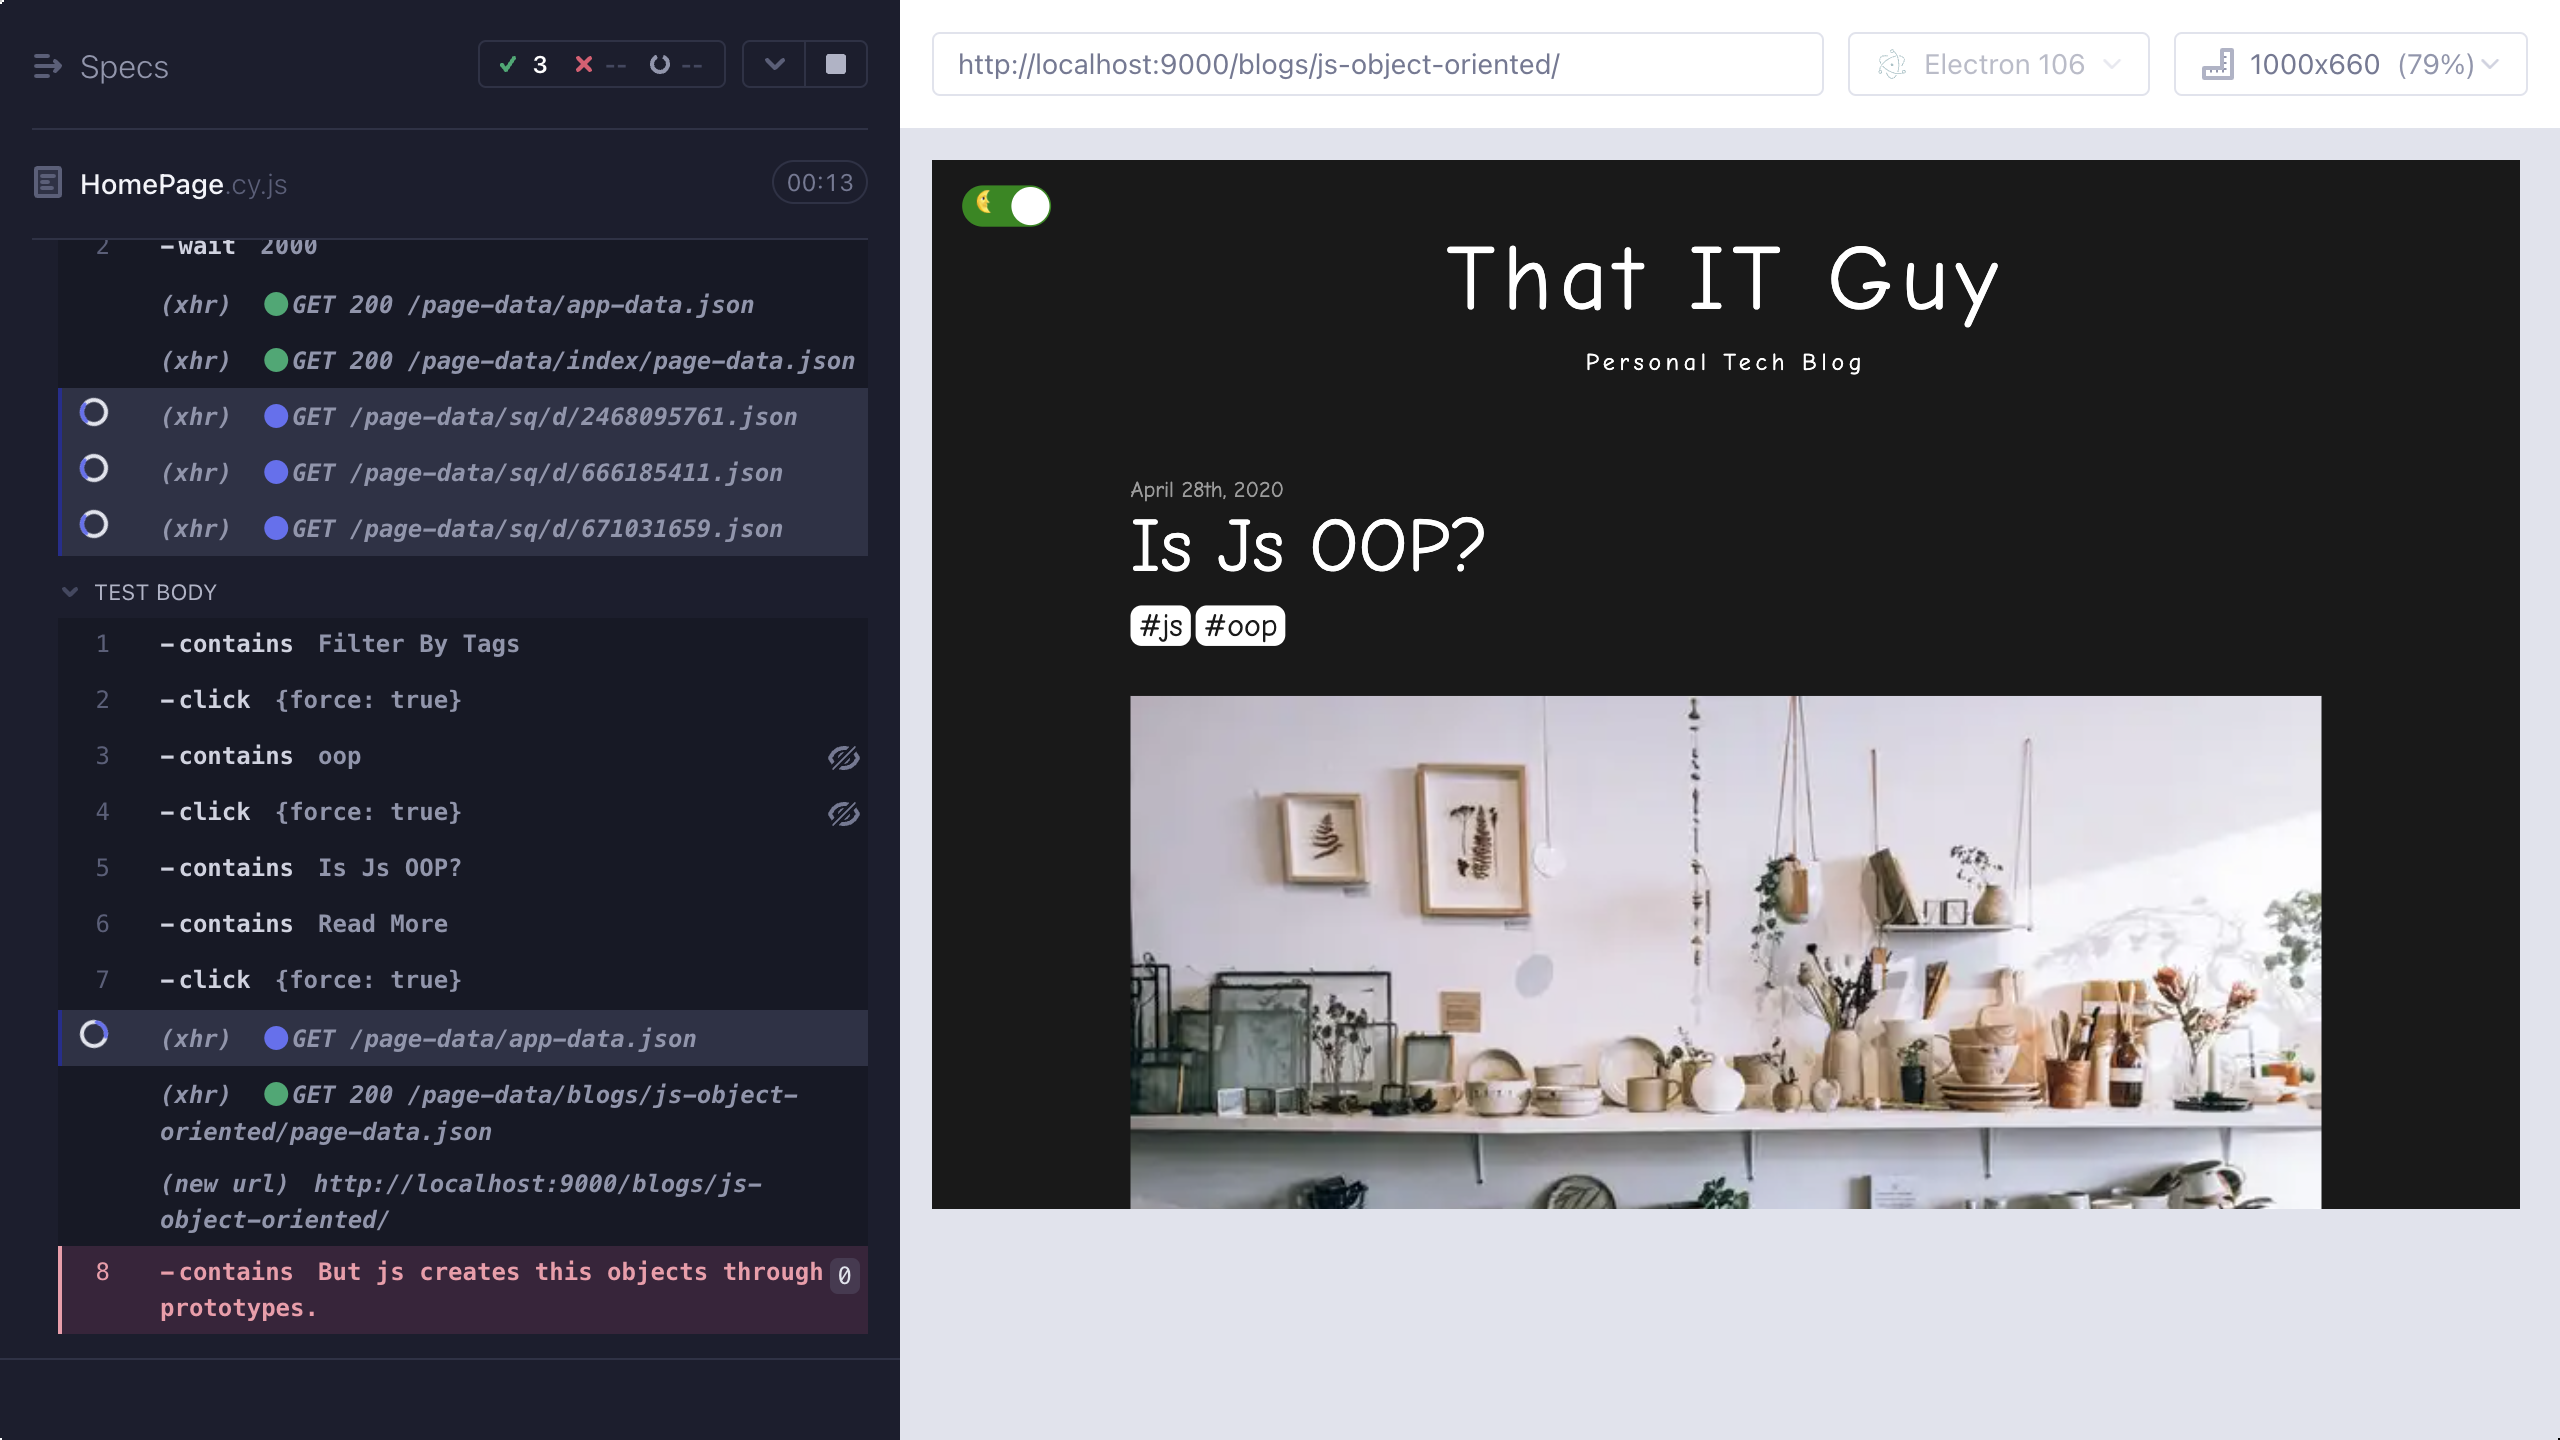 Specs
3 -- --
HomePage.cy.js
00:13
2 -wait 2000
(xhr) GET 200 /page-data/app-data.json
(xhr) GET 200 /page-data/index/page-data.json
(xhr) GET /page-data/sq/d/2468095761.json
(xhr) GET /page-data/sq/d/666185411.json
(xhr) GET /page-data/sq/d/671031659.json
TEST BODY
1 -contains Filter By Tags
2 -click {force: true}
3 -contains oop
4 -click {force: true}
5 -contains Is Js OOP?
6 -contains Read More
7 -click {force: true}
(xhr) GET /page-data/app-data.json
(xhr) GET 200 /page-data/blogs/js-object-
oriented/page-data.json
(new url) http://localhost:9000/blogs/js-
object-oriented/
8 -contains But js creates this objects through 0
prototypes.
http://localhost:9000/blogs/js-object-oriented/
Electron 106
1000x660 (79%)
That IT Guy
Personal Tech Blog
April 28th, 2020
Is Js OOP?
#js #oop